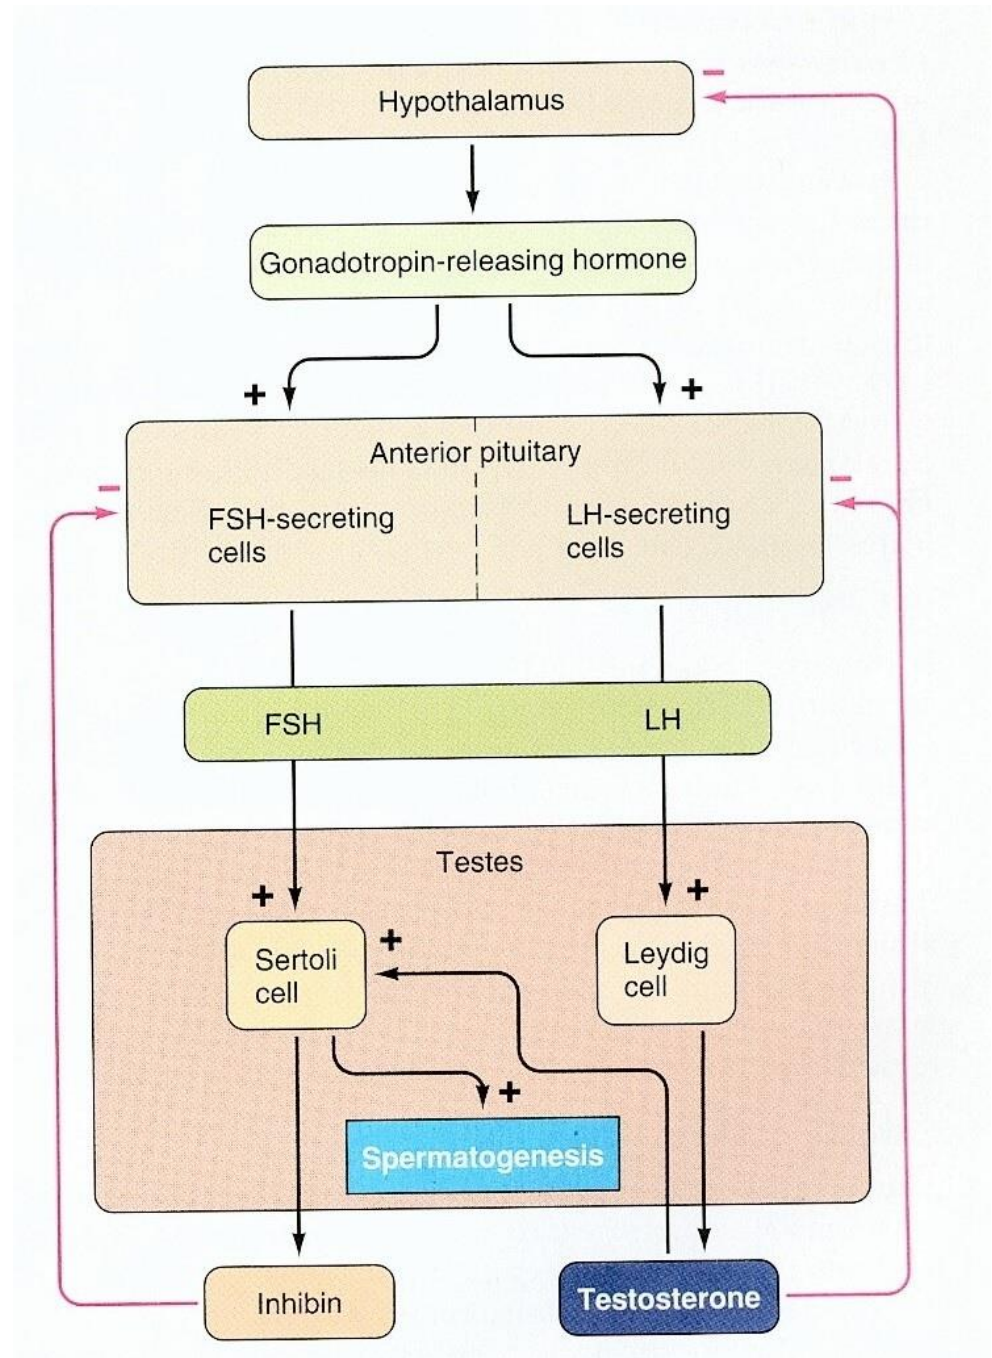 Hypothalamus
−
Gonadotropin-releasing hormone
+
+
Anterior pituitary
−
−
FSH-secreting
cells
LH-secreting
cells
FSH
LH
Testes
+
+
Sertoli
cell
+
Leydig
cell
+
Spermatogenesis
Inhibin
Testosterone